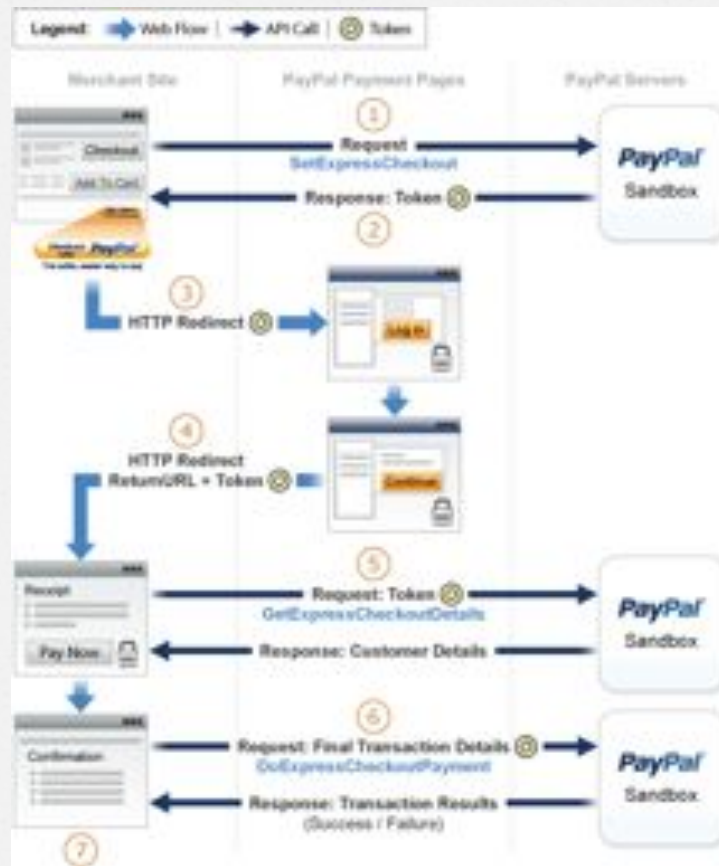 Legend: Web Flow | API Call | Token
Merchant Site PayPal Payment Pages PayPal Servers
1
Checkout
Request
SetExpressCheckout
PayPal
Sandbox
Add To Cart
Response: Token
2
PayPal
3
HTTP Redirect
Log In
4
HTTP Redirect
ReturnURL + Token
Continue
5
Receipt
Request: Token
GetExpressCheckoutDetails
PayPal
Sandbox
Pay Now
Response: Customer Details
6
Request: Final Transaction Details
DoExpressCheckoutPayment
Confirmation
PayPal
Sandbox
Response: Transaction Results
(Success / Failure)
7